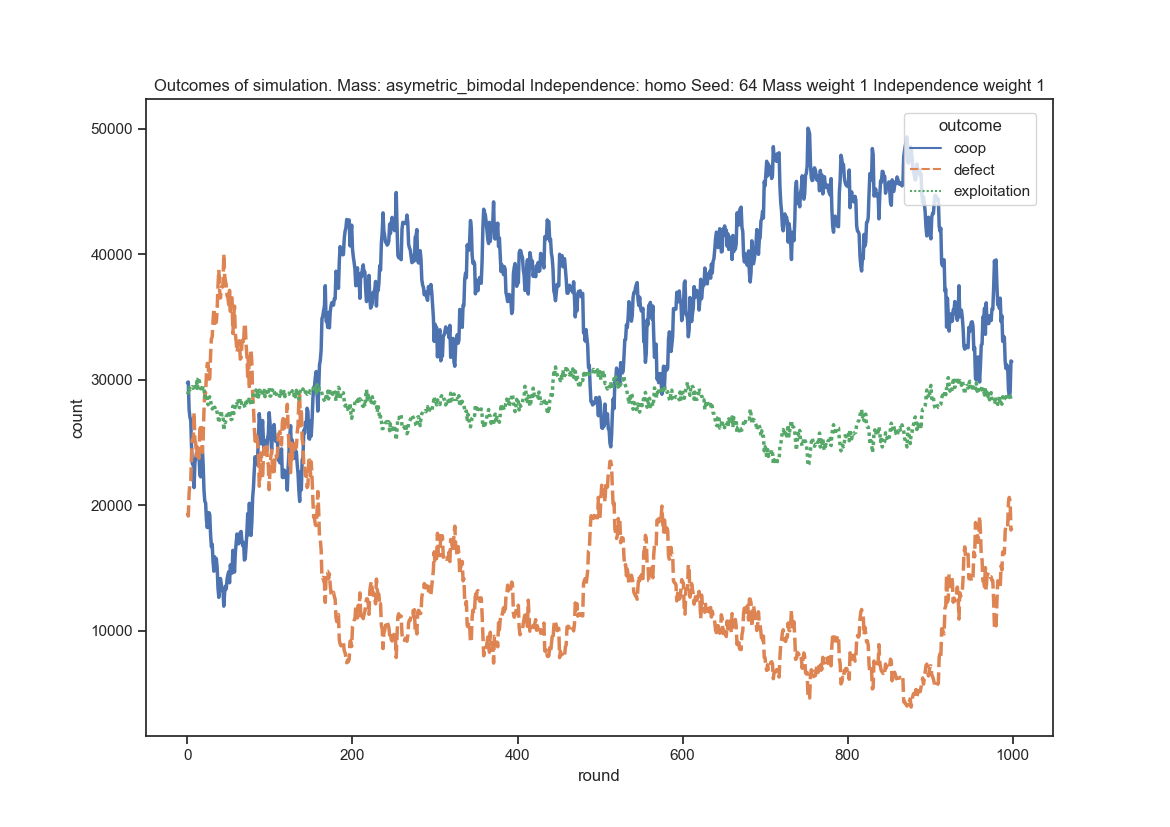 Outcomes of simulation. Mass: asymetric_bimodal Independence: homo Seed: 64 Mass weight 1 Independence weight 1
outcome
coop
defect
exploitation
50000
40000
30000
20000
10000
count
0 200 400 600 800 1000
round